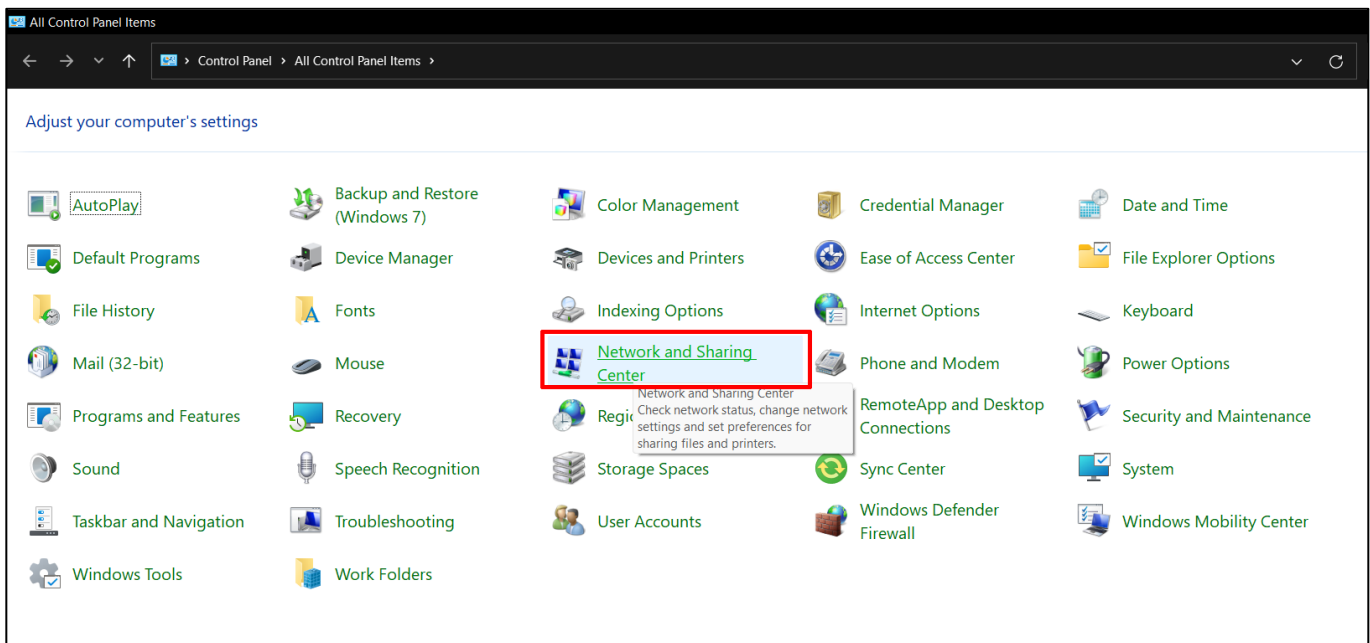 All Control Panel Items
Control Panel > All Control Panel Items >
Adjust your computer's settings
AutoPlay
Backup and Restore
(Windows 7)
Color Management
Credential Manager
Date and Time
Default Programs
Device Manager
Devices and Printers
Ease of Access Center
File Explorer Options
File History
Fonts
Indexing Options
Internet Options
Keyboard
Mail (32-bit)
Mouse
Network and Sharing
Center
Phone and Modem
Power Options
Network and Sharing Center
Check network status, change network
settings and set preferences for
sharing files and printers.
Programs and Features
Recovery
RemoteApp and Desktop
Connections
Security and Maintenance
Sound
Speech Recognition
Storage Spaces
Sync Center
System
Taskbar and Navigation
Troubleshooting
User Accounts
Windows Defender
Firewall
Windows Mobility Center
Windows Tools
Work Folders